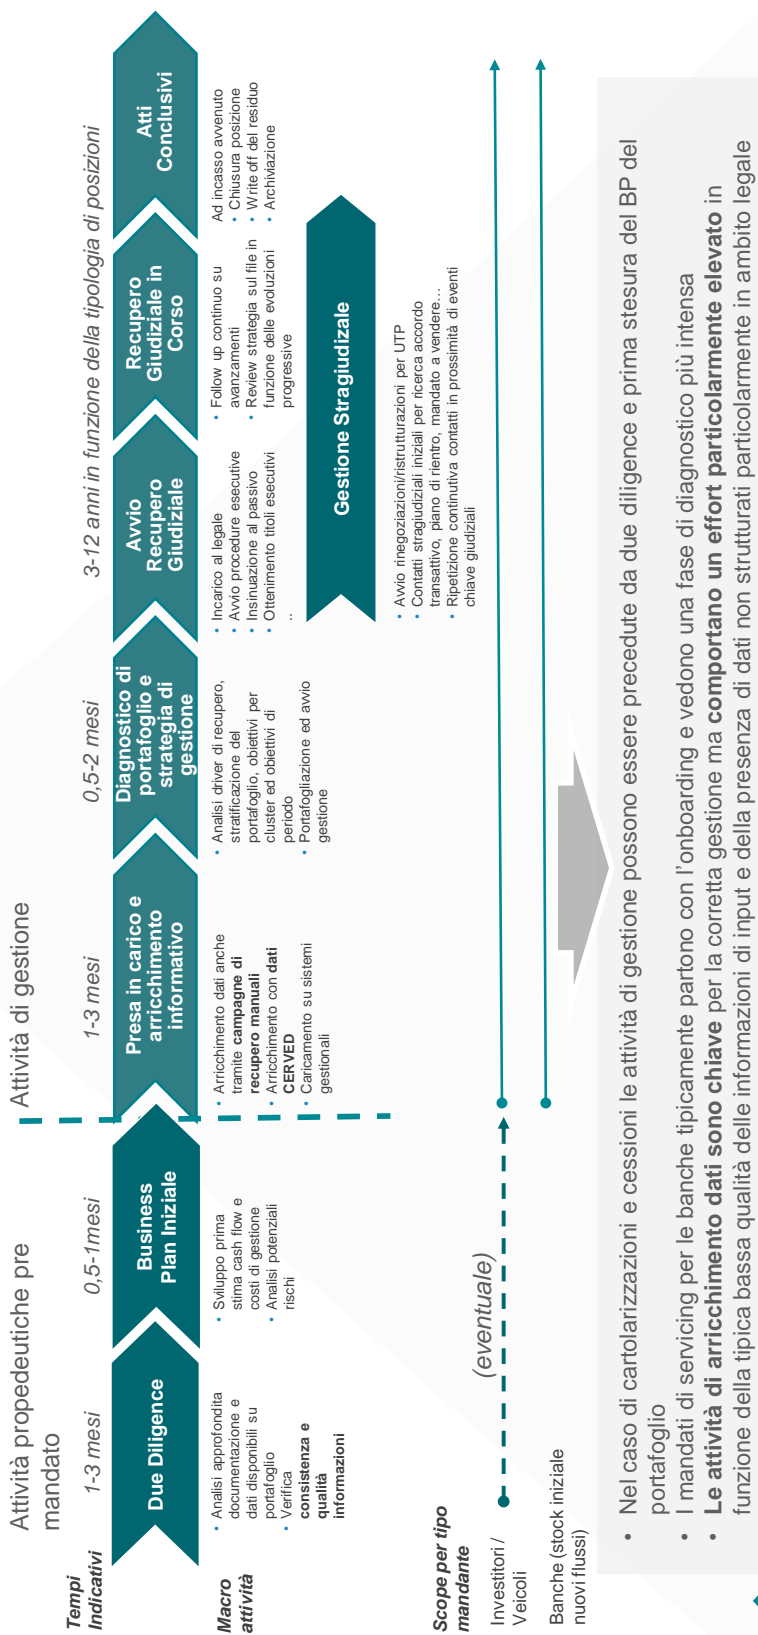 Attività propedeutiche pre
mandato
Attività di gestione
Tempi
Indicativi
1-3 mesi
0,5-1mesi
1-3 mesi
0,5-2 mesi
3-12 anni in funzione della tipologia di posizioni
Due Diligence
Business
Plan Iniziale
Presa in carico e
arricchimento
informativo
Diagnostico di
portafoglio e
strategia di
gestione
Avvio
Recupero
Giudiziale
Recupero
Giudiziale in
Corso
Atti
Conclusivi
Macro
attività
• Analisi approfondita
documentazione e
dati disponibili su
portafoglio
• Verifica
consistenza e
qualità
informazioni
• Sviluppo prima
stima cash flow e
costi di gestione
• Analisi potenziali
rischi
• Arricchimento dati anche
tramite campagne di
recupero manuali
• Arricchimento con dati
CERVED
• Caricamento su sistemi
gestionali
• Analisi driver di recupero,
stratificazione del
portafoglio, obiettivi per
cluster ed obiettivi di
periodo
• Portafogliazione ed avvio
gestione
• Incarico al legale
• Avvio procedure esecutive
• Insinuazione al passivo
• Ottenimento titoli esecutivi
..
• Follow up continuo su
avanzamenti
• Review strategia sul file in
funzione delle evoluzioni
progressive
Ad incasso avvenuto
• Chiusura posizione
• Write off del residuo
• Archiviazione
Gestione Stragiudizale
• Avvio rinegoziazioni/ristrutturazioni per UTP
• Contatti stragiudiziali iniziali per ricerca accordo
transattivo, piano di rientro, mandato a vendere…
• Ripetizione continutiva contatti in prossimità di eventi
chiave giudiziali
Scope per tipo
mandante
(eventuale)
Investitori /
Veicoli
Banche (stock iniziale
nuovi flussi)
• Nel caso di cartolarizzazioni e cessioni le attività di gestione possono essere precedute da due diligence e prima stesura del BP del
portafoglio
• I mandati di servicing per le banche tipicamente partono con l'onboarding e vedono una fase di diagnostico più intensa
• Le attività di arricchimento dati sono chiave per la corretta gestione ma comportano un effort particolarmente elevato in
funzione della tipica bassa qualità delle informazioni di input e della presenza di dati non strutturati particolarmente in ambito legale